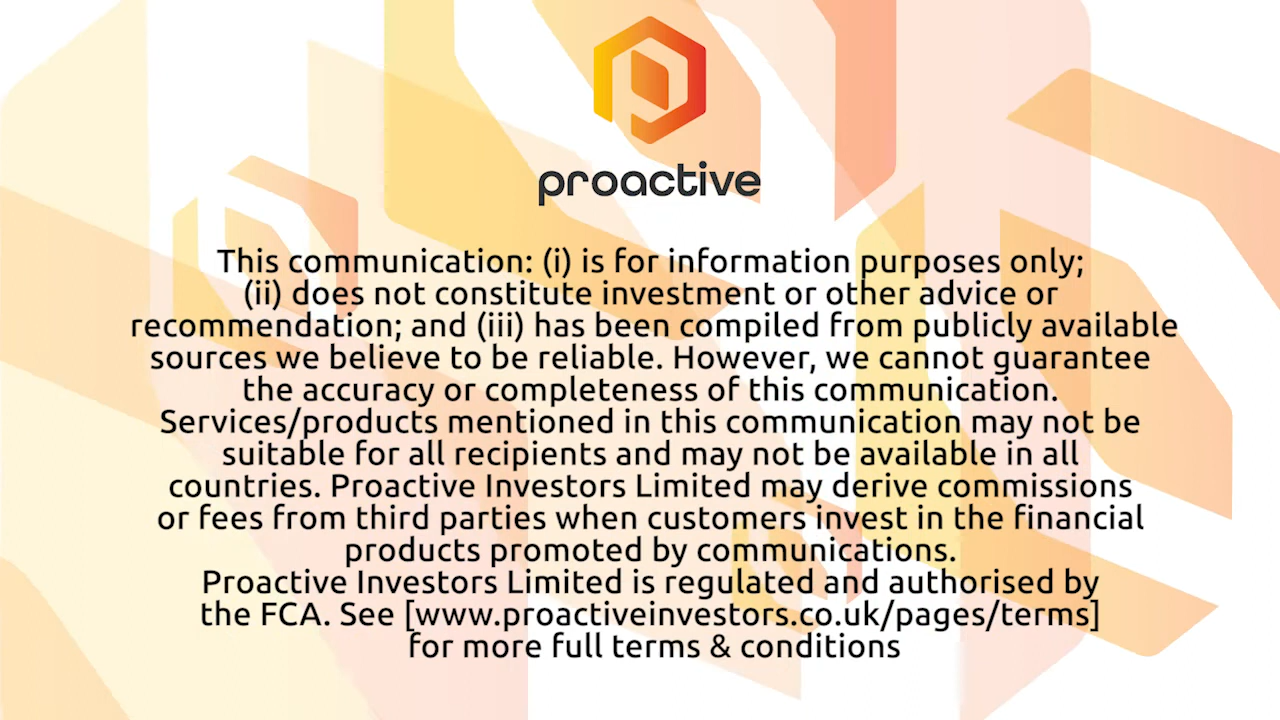 proactive
This communication: (i) is for information purposes only;
(ii) does not constitute investment or other advice or
recommendation; and (iii) has been compiled from publicly available
sources we believe to be reliable. However, we cannot guarantee
the accuracy or completeness of this communication.
Services/products mentioned in this communication may not be
suitable for all recipients and may not be available in all
countries. Proactive Investors Limited may derive commissions
or fees from third parties when customers invest in the financial
products promoted by communications.
Proactive Investors Limited is regulated and authorised by
the FCA. See [www.proactiveinvestors.co.uk/pages/terms]
for more full terms & conditions